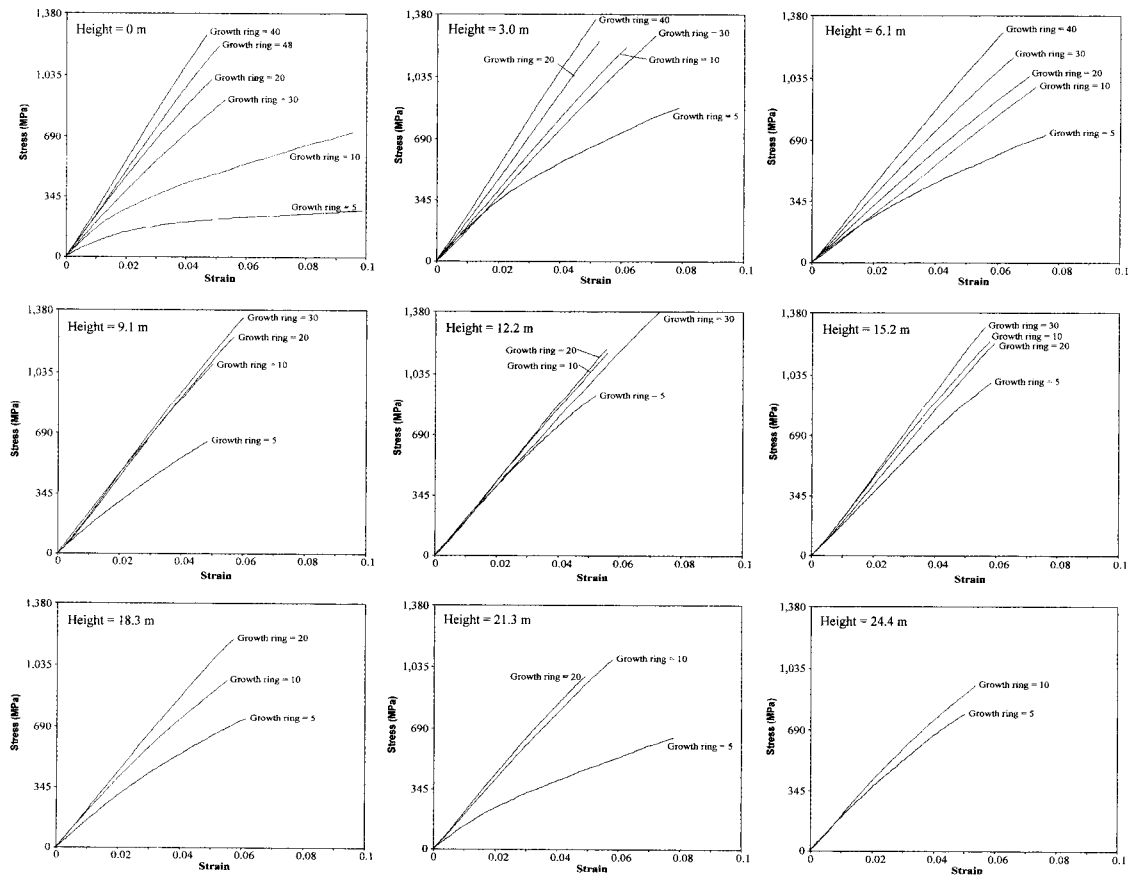 1,380
Height = 0 m
Growth ring = 40
Growth ring = 48
1,035
Growth ring = 20
Growth ring = 30
690
Growth ring = 10
345
Growth ring = 5
0
0 0.02 0.04 0.06 0.08 0.1
Stress (MPa)
Strain
1,380
Height = 3.0 m
Growth ring = 40
Growth ring = 30
Growth ring = 20
Growth ring = 10
1,035
Growth ring = 5
690
345
0
0 0.02 0.04 0.06 0.08 0.1
Stress (MPa)
Strain
1,380
Height = 6.1 m
Growth ring = 40
Growth ring = 30
1,035
Growth ring = 20
Growth ring = 10
690
Growth ring = 5
345
0
0 0.02 0.04 0.06 0.08 0.1
Stress (MPa)
Strain
1,380
Height = 9.1 m
Growth ring = 30
Growth ring = 20
1,035
Growth ring = 10
690
Growth ring = 5
345
0
0 0.02 0.04 0.06 0.08 0.1
Stress (MPa)
Strain
1,380
Height = 12.2 m
Growth ring = 30
Growth ring = 20
Growth ring = 10
1,035
Growth ring = 5
690
345
0
0 0.02 0.04 0.06 0.08 0.1
Stress (MPa)
Strain
1,380
Height = 15.2 m
Growth ring = 30
Growth ring = 10
Growth ring = 20
1,035
Growth ring = 5
690
345
0
0 0.02 0.04 0.06 0.08 0.1
Stress (MPa)
Strain
1,380
Height = 18.3 m
Growth ring = 20
1,035
Growth ring = 10
Growth ring = 5
690
345
0
0 0.02 0.04 0.06 0.08 0.1
Stress (MPa)
Strain
1,380
Height = 21.3 m
Growth ring = 10
1,035
Growth ring = 20
690
Growth ring = 5
345
0
0 0.02 0.04 0.06 0.08 0.1
Stress (MPa)
Strain
1,380
Height = 24.4 m
1,035
Growth ring = 10
Growth ring = 5
690
345
0
0 0.02 0.04 0.06 0.08 0.1
Stress (MPa)
Strain